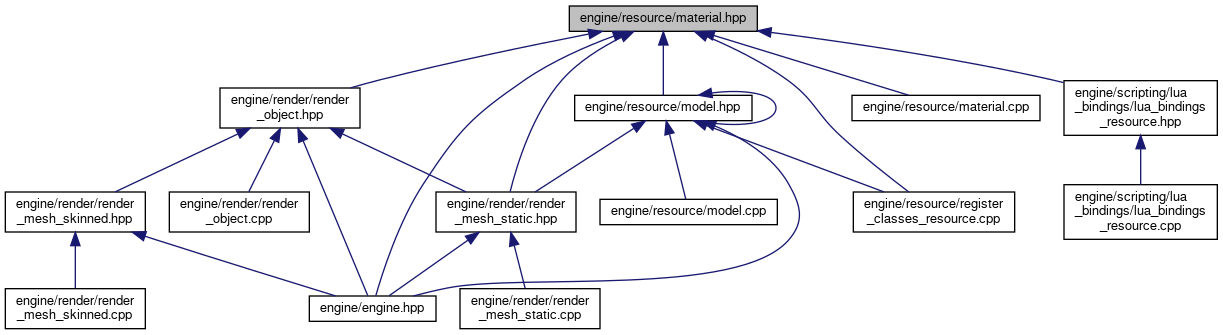 engine/resource/material.hpp
engine/render/render
_object.hpp
engine/resource/model.hpp
engine/resource/material.cpp
engine/scripting/lua
_bindings/lua_bindings
_resource.hpp
engine/render/render
_mesh_skinned.hpp
engine/render/render
_object.cpp
engine/render/render
_mesh_static.hpp
engine/resource/model.cpp
engine/resource/register
_classes_resource.cpp
engine/scripting/lua
_bindings/lua_bindings
_resource.cpp
engine/render/render
_mesh_skinned.cpp
engine/engine.hpp
engine/render/render
_mesh_static.cpp